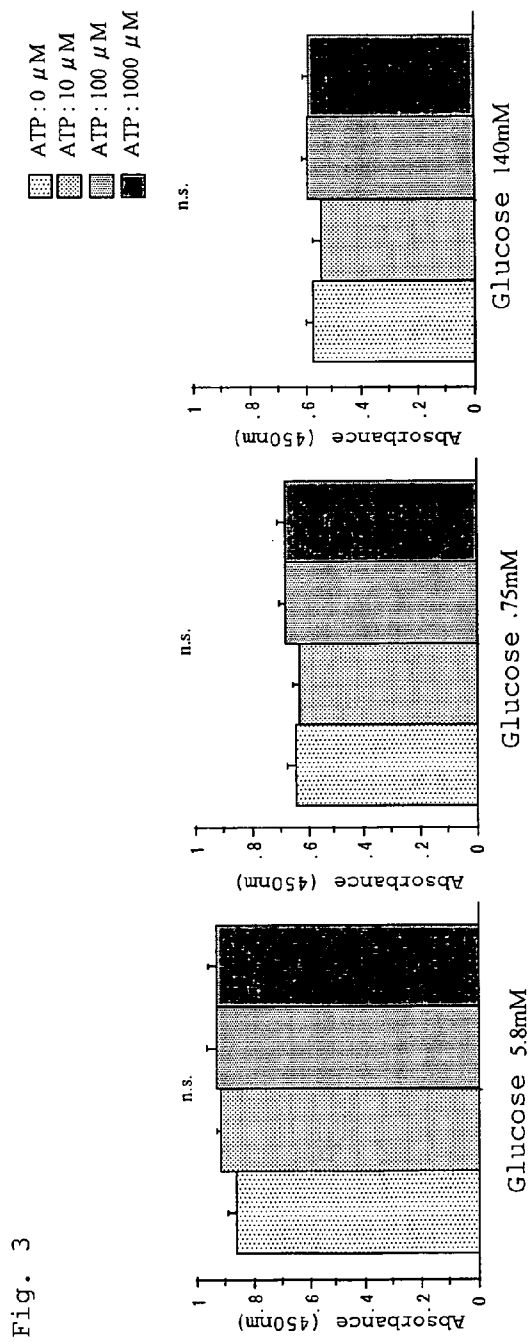 Fig. 3
ATP : 0 μM
ATP : 10 μM
ATP : 100 μM
ATP : 1000 μM
n.s.
Absorbance (450nm)
1
.8
.6
.4
.2
0
Glucose 5.8mM
n.s.
Absorbance (450nm)
1
.8
.6
.4
.2
0
Glucose .75mM
n.s.
Absorbance (450nm)
1
.8
.6
.4
.2
0
Glucose 140mM